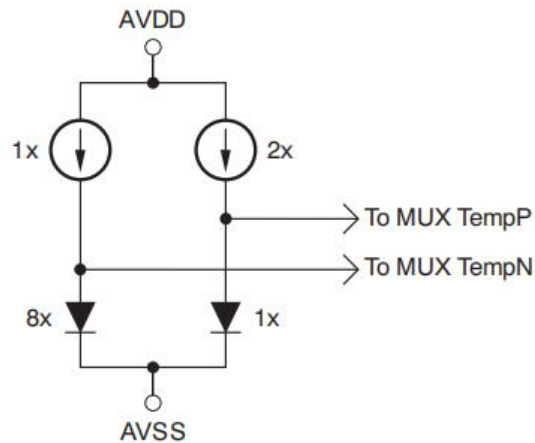 AVDD
1x
2x
To MUX TempP
To MUX TempN
8x
1x
AVSS